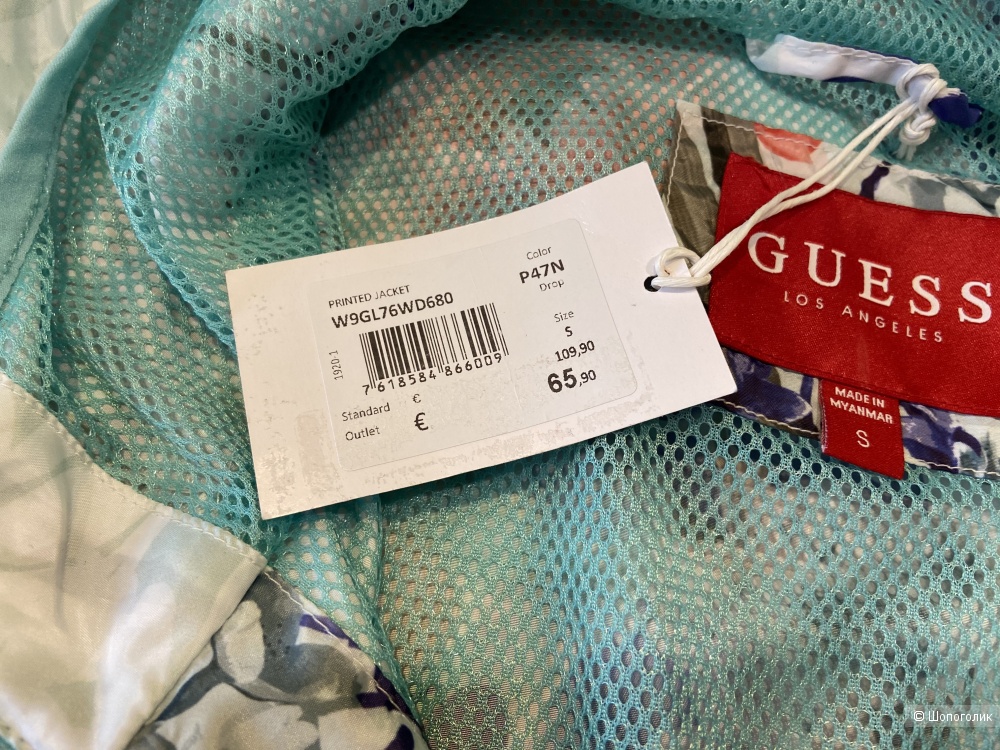 PRINTED JACKET
W9GL76WD680
Color
P47N
Drop
1920 1
7 618584 866009
Size
S
Standard € 109,90
Outlet € 65,90
GUESS
LOS ANGELES
MADE IN
MYANMAR
S
© Шопоголик